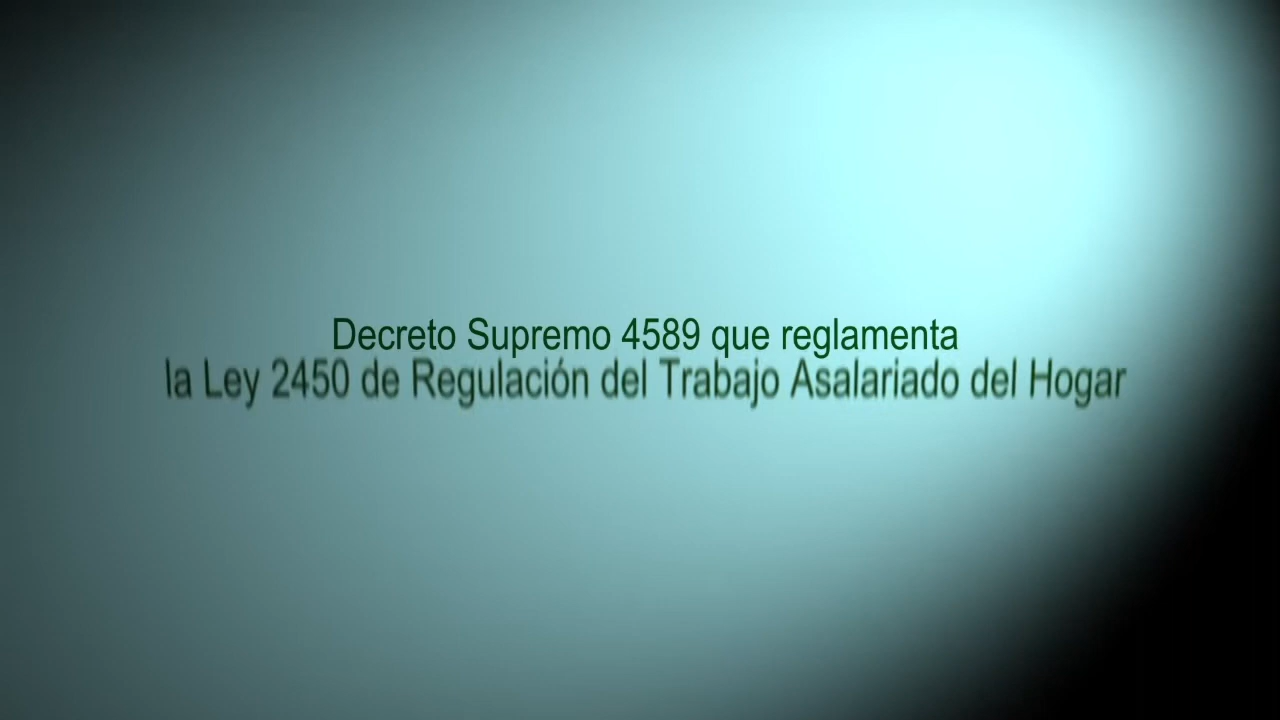 Decreto Supremo 4589 que reglamenta
la Ley 2450 de Regulación del Trabajo Asalariado del Hogar